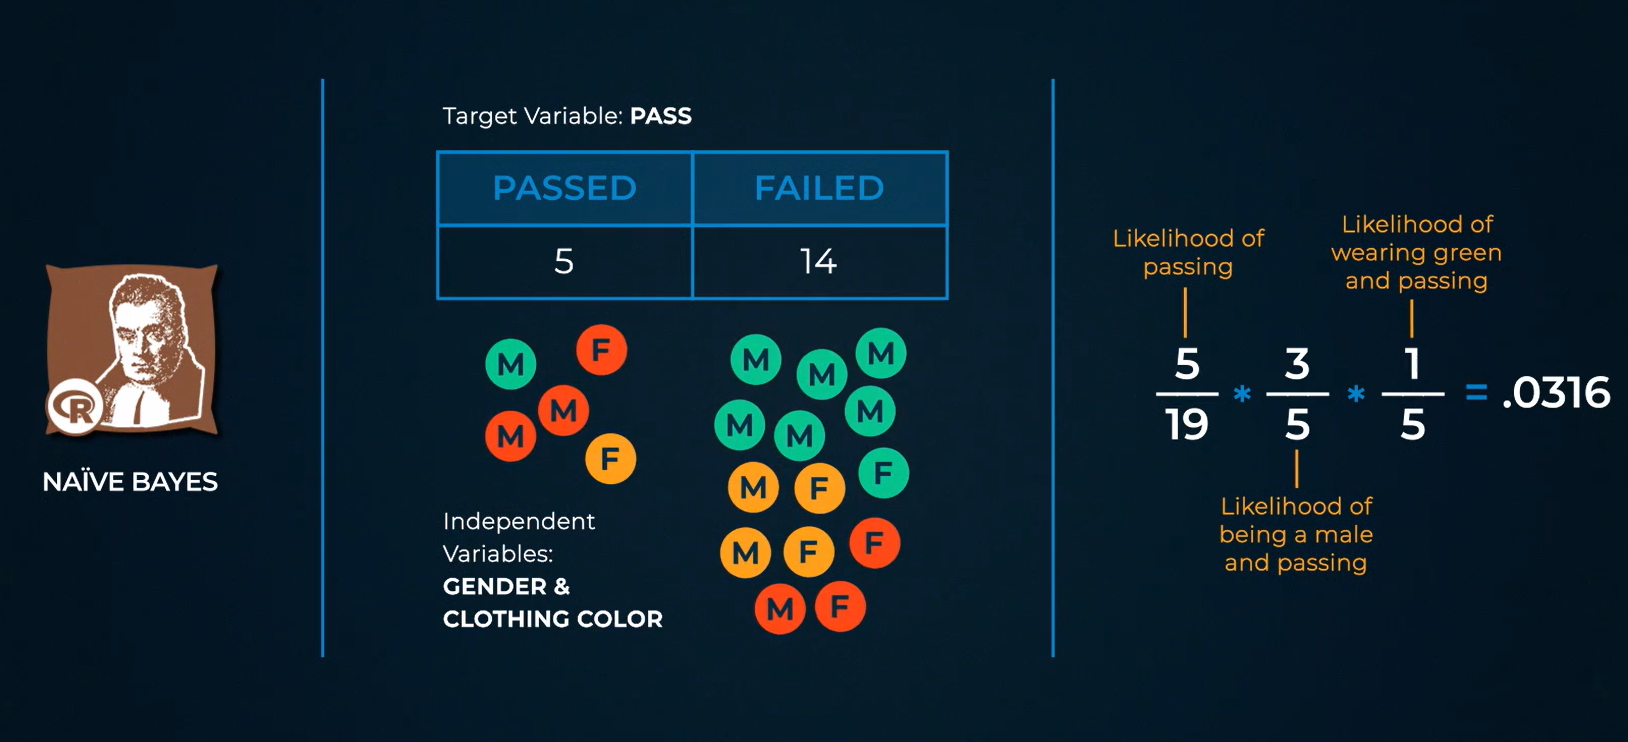 NAÏVE BAYES
R
Target Variable: PASS
PASSED FAILED
5 14
M F
M M
F
M M M
M M M
M F F
M F F
M F
Independent
Variables:
GENDER &
CLOTHING COLOR
Likelihood of
passing
Likelihood of
wearing green
and passing
5 3 1
* * = .0316
19 5 5
Likelihood of
being a male
and passing